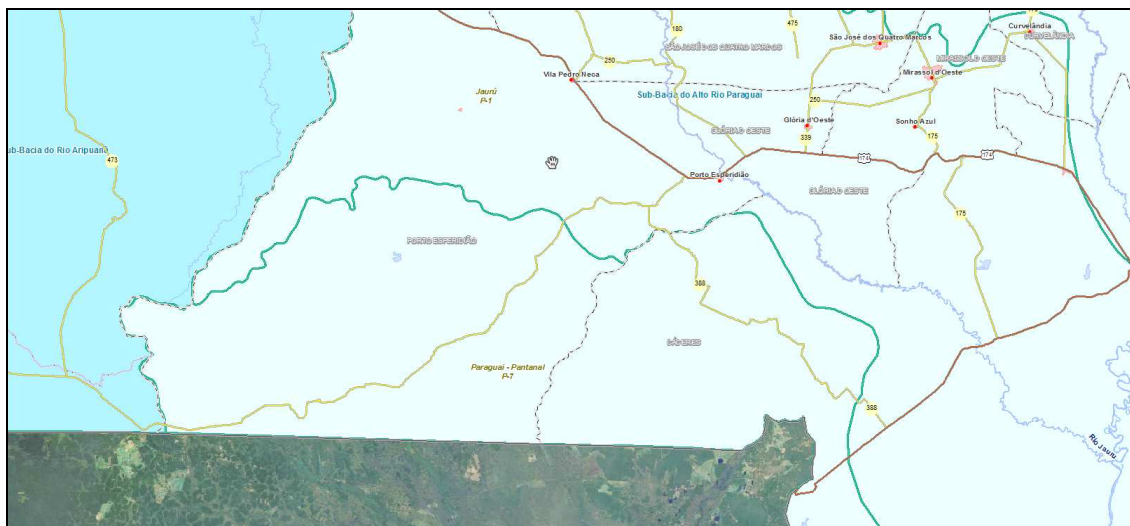 180
475
São José dos Quatro Marcos
Curvelândia
CURVELÂNDIA
SÃO JOSÉ DOS QUATRO MARCOS
250
MIRASSOL D OESTE
Mirassol d'Oeste
Vila Pedro Neca
Jaurú
P-1
Sub-Bacia do Alto Rio Paraguai
250
Glória d'Oeste
Sonho Azul
GLÓRIA D OESTE
339
175
Sub-Bacia do Rio Aripuanã
473
174
174
Porto Esperidião
GLÓRIA D OESTE
175
PORTO ESPERIDIÃO
388
CÁCERES
Paraguai - Pantanal
P-7
388
Rio Jauru